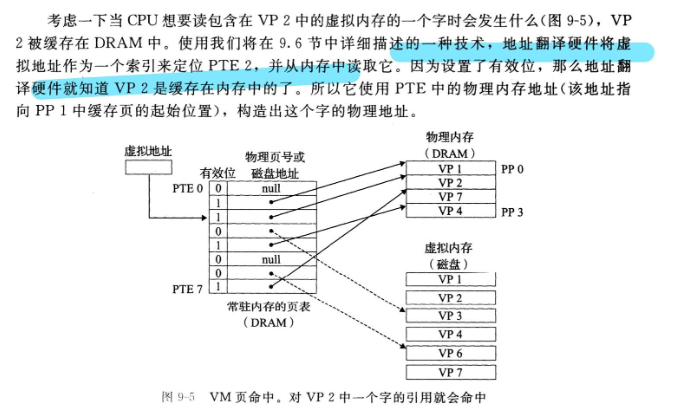 考虑一下当 CPU 想要读包含在 VP 2 中的虚拟内存的一个字时会发生什么(图 9-5)，VP
2 被缓存在 DRAM 中。使用我们将在 9.6 节中详细描述的一种技术，地址翻译硬件将虚
拟地址作为一个索引来定位 PTE 2，并从内存中读取它。因为设置了有效位，那么地址翻
译硬件就知道 VP 2 是缓存在内存中的了。所以它使用 PTE 中的物理内存地址(该地址指
向 PP 1 中缓存页的起始位置)，构造出这个字的物理地址。
虚拟地址
有效位
物理页号或
磁盘地址
PTE 0
0
null
1
1
0
1
0
null
0
PTE 7
1
常驻内存的页表
(DRAM)
物理内存
(DRAM)
VP 1
PP 0
VP 2
VP 7
VP 4
PP 3
虚拟内存
(磁盘)
VP 1
VP 2
VP 3
VP 4
VP 6
VP 7
图 9-5 VM 页命中。对 VP 2 中一个字的引用就会命中